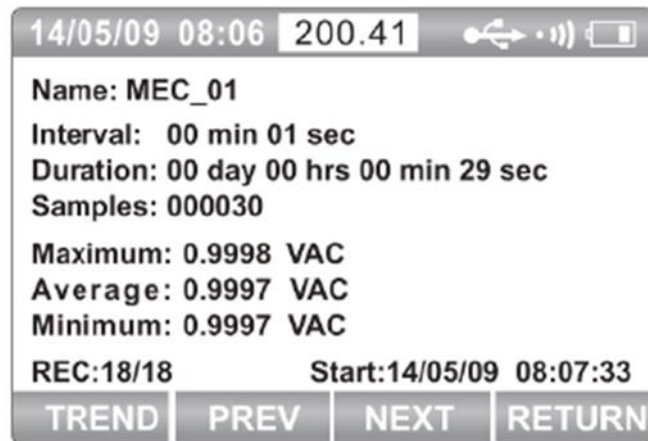 14/05/09 08:06 200.41
Name: MEC_01
Interval: 00 min 01 sec
Duration: 00 day 00 hrs 00 min 29 sec
Samples: 000030
Maximum: 0.9998 VAC
Average: 0.9997 VAC
Minimum: 0.9997 VAC
REC:18/18 Start:14/05/09 08:07:33
TREND PREV NEXT RETURN